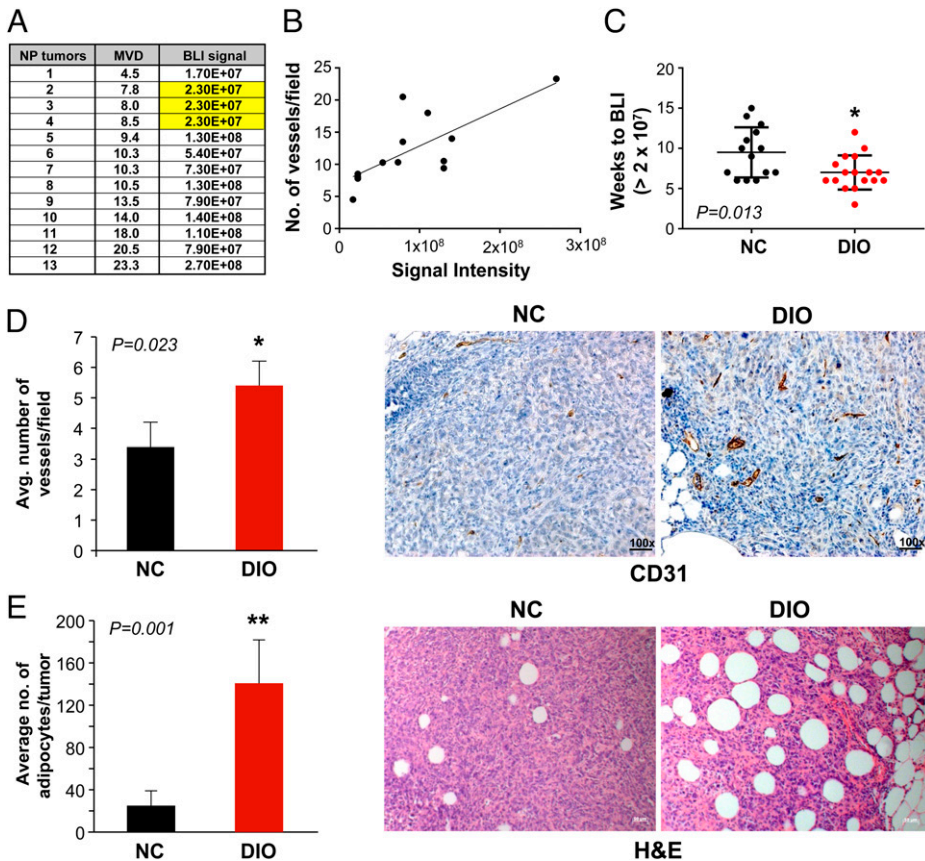 A
NP tumors MVD BLI signal
1 4.5 1.70E+07
2 7.8 2.30E+07
3 8.0 2.30E+07
4 8.5 2.30E+07
5 9.4 1.30E+08
6 10.3 5.40E+07
7 10.3 7.30E+07
8 10.5 1.30E+08
9 13.5 7.90E+07
10 14.0 1.40E+08
11 18.0 1.10E+08
12 20.5 7.90E+07
13 23.3 2.70E+08
B
No. of vessels/field
25
20
15
10
5
0
1x10⁸ 2x10⁸ 3x10⁸
Signal Intensity
C
Weeks to BLI
(> 2 x 10⁷)
20
15
10
5
0
*
P=0.013
NC DIO
D
Avg. number of
vessels/field
7
6
5
4
3
2
1
0
P=0.023
*
NC DIO
NC DIO
100x 100x
CD31
E
Average no. of
adipocytes/tumor
200
160
120
80
40
0
P=0.001
**
NC DIO
NC DIO
H&E